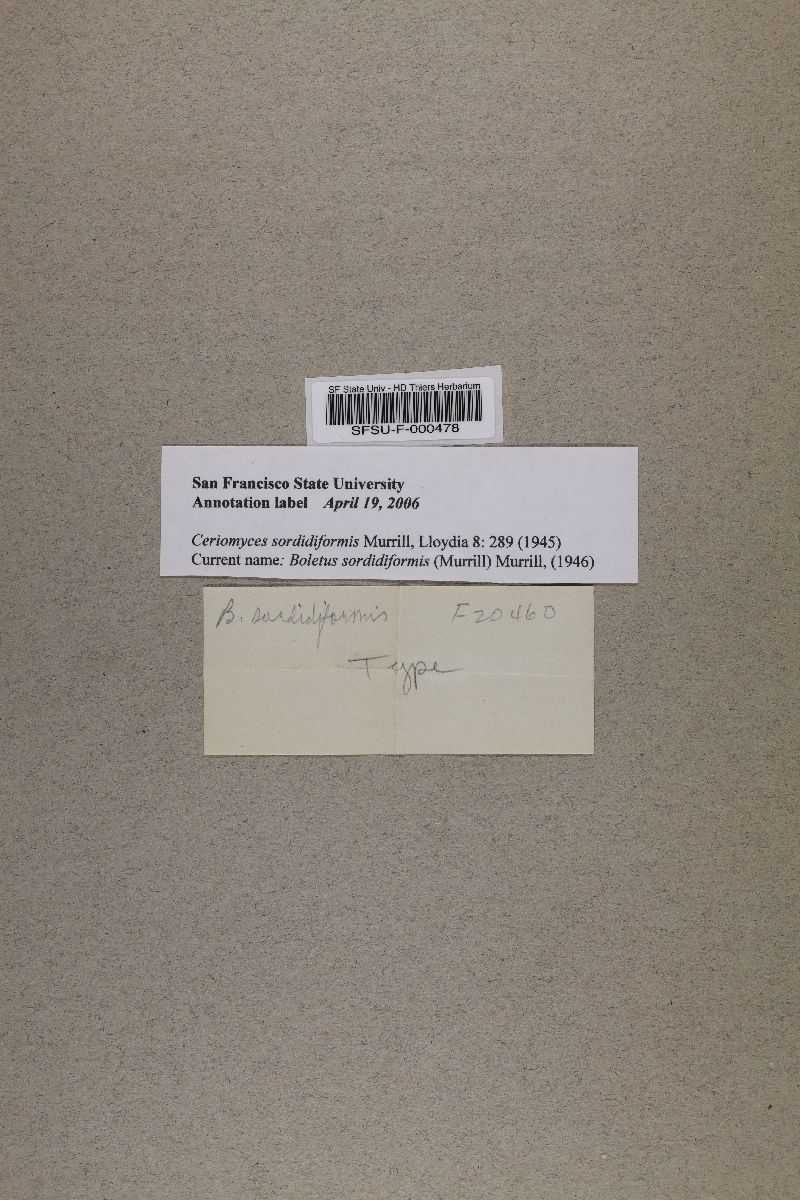 SF State Univ - HD Thiers Herbarium
SFSU-F-000478
San Francisco State University
Annotation label April 19, 2006
Ceriomyces sordidiformis Murrill, Lloydia 8: 289 (1945)
Current name: Boletus sordidiformis (Murrill) Murrill, (1946)
B. sordidiformis F20460
Type